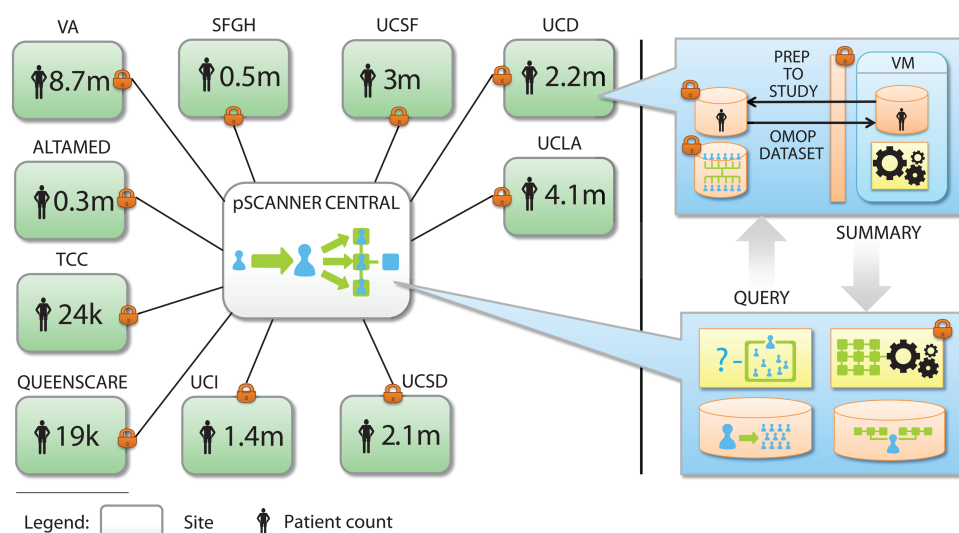 VA
8.7m
SFGH
0.5m
UCSF
3m
UCD
2.2m
ALTAMED
0.3m
UCLA
4.1m
pSCANNER CENTRAL
TCC
24k
QUEENSCARE
19k
UCI
1.4m
UCSD
2.1m
PREP
TO
STUDY
OMOP
DATASET
VM
QUERY
SUMMARY
?-
Legend:
Site
Patient count